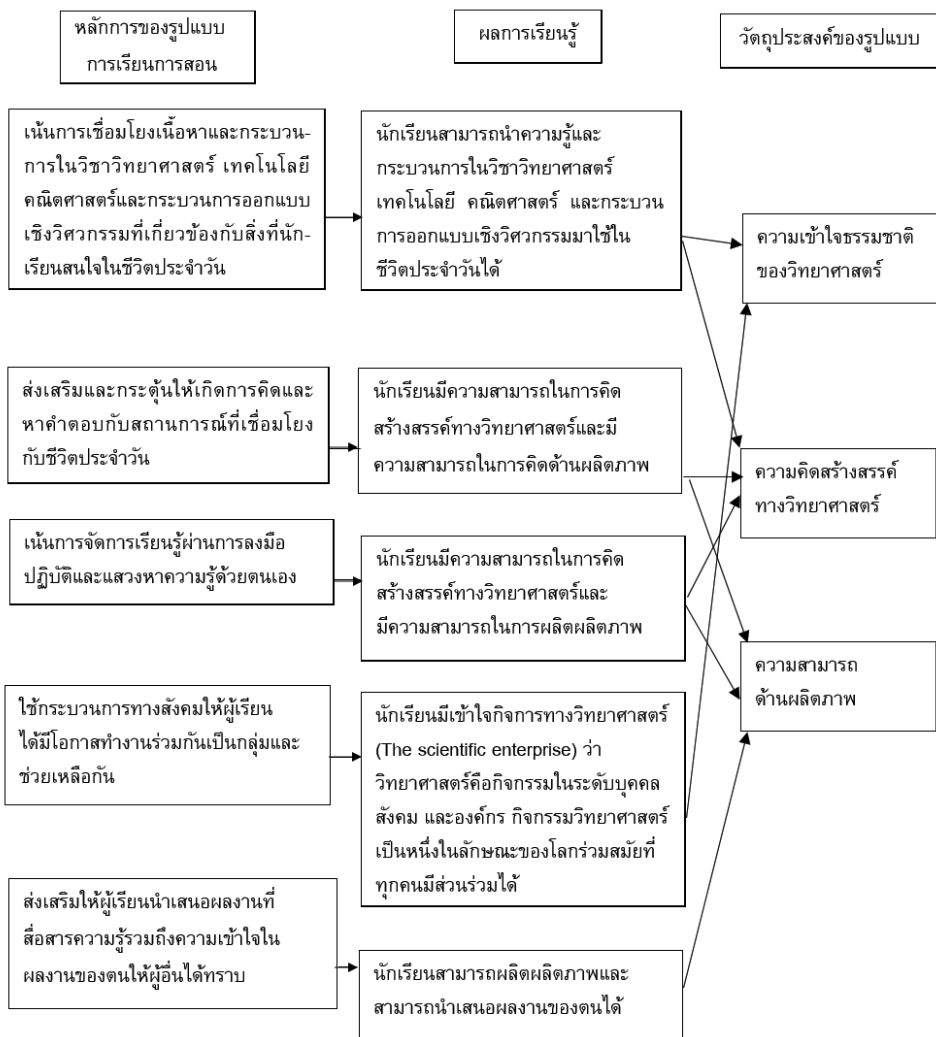 หลักการของรูปแบบ
การเรียนการสอน
ผลการเรียนรู้
วัตถุประสงค์ของรูปแบบ
เน้นการเชื่อมโยงเนื้อหาและกระบวน-
การในวิชาวิทยาศาสตร์ เทคโนโลยี
คณิตศาสตร์และกระบวนการออกแบบ
เชิงวิศวกรรมที่เกี่ยวข้องกับสิ่งที่นัก-
เรียนสนใจในชีวิตประจำวัน
นักเรียนสามารถนำความรู้และ
กระบวนการในวิชาวิทยาศาสตร์
เทคโนโลยี คณิตศาสตร์ และกระบวน
การออกแบบเชิงวิศวกรรมมาใช้ใน
ชีวิตประจำวันได้
ความเข้าใจธรรมชาติ
ของวิทยาศาสตร์
ส่งเสริมและกระตุ้นให้เกิดการคิดและ
หาคำตอบกับสถานการณ์ที่เชื่อมโยง
กับชีวิตประจำวัน
นักเรียนมีความสามารถในการคิด
สร้างสรรค์ทางวิทยาศาสตร์และมี
ความสามารถในการคิดด้านผลิตภาพ
ความคิดสร้างสรรค์
ทางวิทยาศาสตร์
เน้นการจัดการเรียนรู้ผ่านการลงมือ
ปฏิบัติและแสวงหาความรู้ด้วยตนเอง
นักเรียนมีความสามารถในการคิด
สร้างสรรค์ทางวิทยาศาสตร์และ
มีความสามารถในการผลิตผลิตภาพ
ความสามารถ
ด้านผลิตภาพ
ใช้กระบวนการทางสังคมให้ผู้เรียน
ได้มีโอกาสทำงานร่วมกันเป็นกลุ่มและ
ช่วยเหลือกัน
นักเรียนมีเข้าใจกิจการทางวิทยาศาสตร์
(The scientific enterprise) ว่า
วิทยาศาสตร์คือกิจกรรมในระดับบุคคล
สังคม และองค์กร กิจกรรมวิทยาศาสตร์
เป็นหนึ่งในลักษณะของโลกร่วมสมัยที่
ทุกคนมีส่วนร่วมได้
ส่งเสริมให้ผู้เรียนนำเสนอผลงานที่
สื่อสารความรู้รวมถึงความเข้าใจใน
ผลงานของตนให้ผู้อื่นได้ทราบ
นักเรียนสามารถผลิตผลิตภาพและ
สามารถนำเสนอผลงานของตนได้